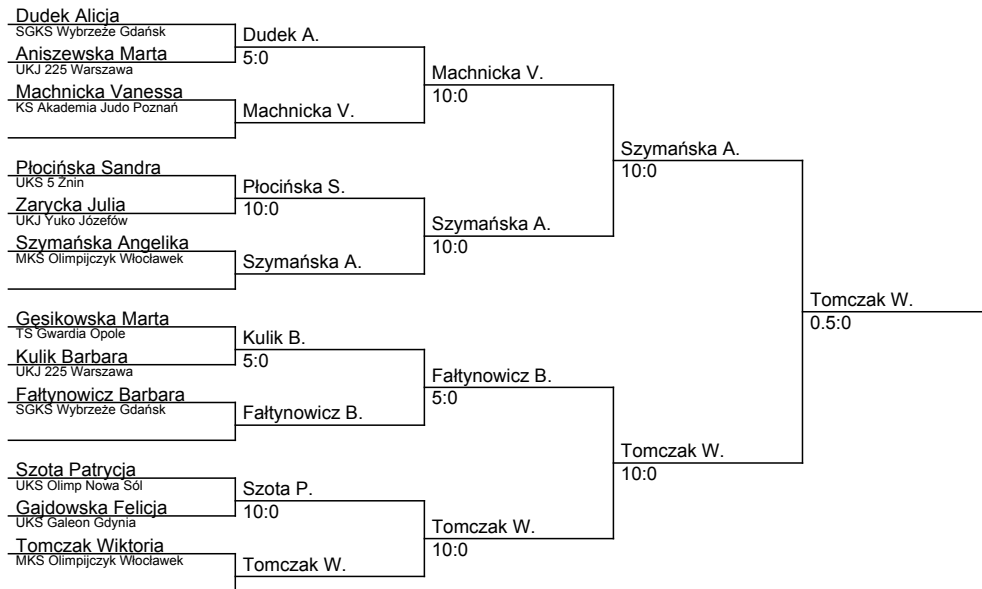 Dudek Alicja
SGKS Wybrzeże Gdańsk
Aniszewska Marta
UKJ 225 Warszawa
Machnicka Vanessa
KS Akademia Judo Poznań
Płocińska Sandra
UKS 5 Żnin
Zarycka Julia
UKJ Yuko Józefów
Szymańska Angelika
MKS Olimpijczyk Włocławek
Gęsikowska Marta
TS Gwardia Opole
Kulik Barbara
UKJ 225 Warszawa
Fałtynowicz Barbara
SGKS Wybrzeże Gdańsk
Szota Patrycja
UKS Olimp Nowa Sól
Gajdowska Felicja
UKS Galeon Gdynia
Tomczak Wiktoria
MKS Olimpijczyk Włocławek
Dudek A.
5:0
Machnicka V.
Płocińska S.
10:0
Szymańska A.
Kulik B.
5:0
Fałtynowicz B.
Szota P.
10:0
Tomczak W.
Machnicka V.
10:0
Szymańska A.
10:0
Fałtynowicz B.
5:0
Tomczak W.
10:0
Szymańska A.
10:0
Tomczak W.
10:0
Tomczak W.
0.5:0